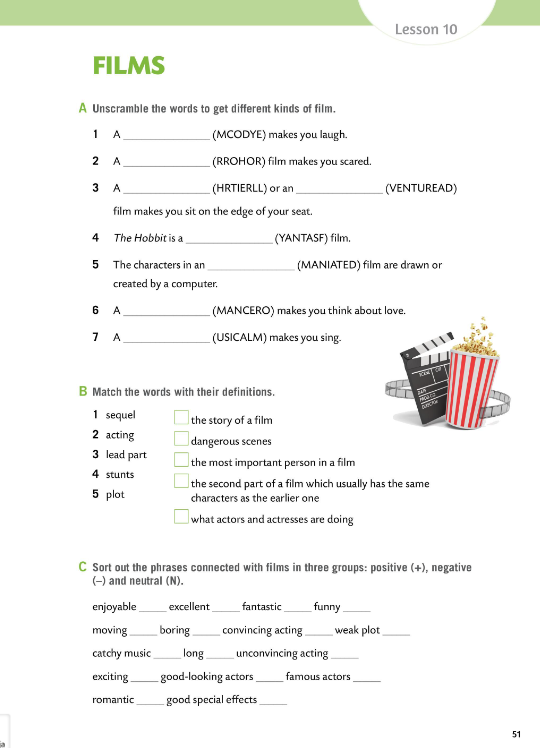 Lesson 10
FILMS
A Unscramble the words to get different kinds of film.
1 A ________________ (MCODYE) makes you laugh.
2 A ________________ (RROHOR) film makes you scared.
3 A ________________ (HRTIERLL) or an ________________ (VENTUREAD)
film makes you sit on the edge of your seat.
4 The Hobbit is a ________________ (YANTASF) film.
5 The characters in an ________________ (MANIATED) film are drawn or
created by a computer.
6 A ________________ (MANCERO) makes you think about love.
7 A ________________ (USICALM) makes you sing.
B Match the words with their definitions.
1 sequel
2 acting
3 lead part
4 stunts
5 plot
the story of a film
dangerous scenes
the most important person in a film
the second part of a film which usually has the same
characters as the earlier one
what actors and actresses are doing
C Sort out the phrases connected with films in three groups: positive (+), negative
(–) and neutral (N).
enjoyable _____ excellent _____ fantastic _____ funny _____
moving _____ boring _____ convincing acting _____ weak plot _____
catchy music _____ long _____ unconvincing acting _____
exciting _____ good-looking actors _____ famous actors _____
romantic _____ good special effects _____
51
ja